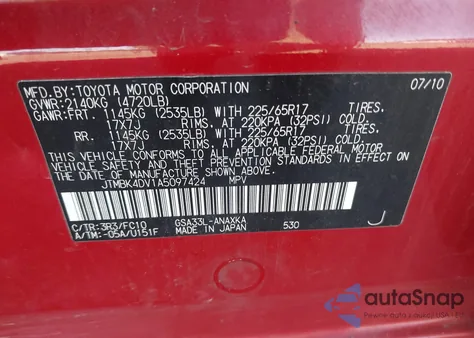 MFD.BY:TOYOTA MOTOR CORPORATION 07/10
GVWR:2140KG (4720LB)
GAWR:FRT. 1145KG (2535LB) WITH 225/65R17 TIRES.
17X7J RIMS, AT 220KPA (32PSI) COLD.
RR. 1145KG (2535LB) WITH 225/65R17 TIRES.
17X7J RIMS, AT 220KPA (32PSI) COLD.
THIS VEHICLE CONFORMS TO ALL APPLICABLE FEDERAL MOTOR
VEHICLE SAFETY AND
THEFT PREVENTION STANDARDS IN EFFECT ON THE DATE OF
MANUFACTURE SHOWN ABOVE.
JTMBK4DV1A5097424 MPV
C/TR:3R3/FC10 GSA33L-ANAXKA
A/TM:-05A/U151F MADE IN JAPAN 530 J
autoSnap